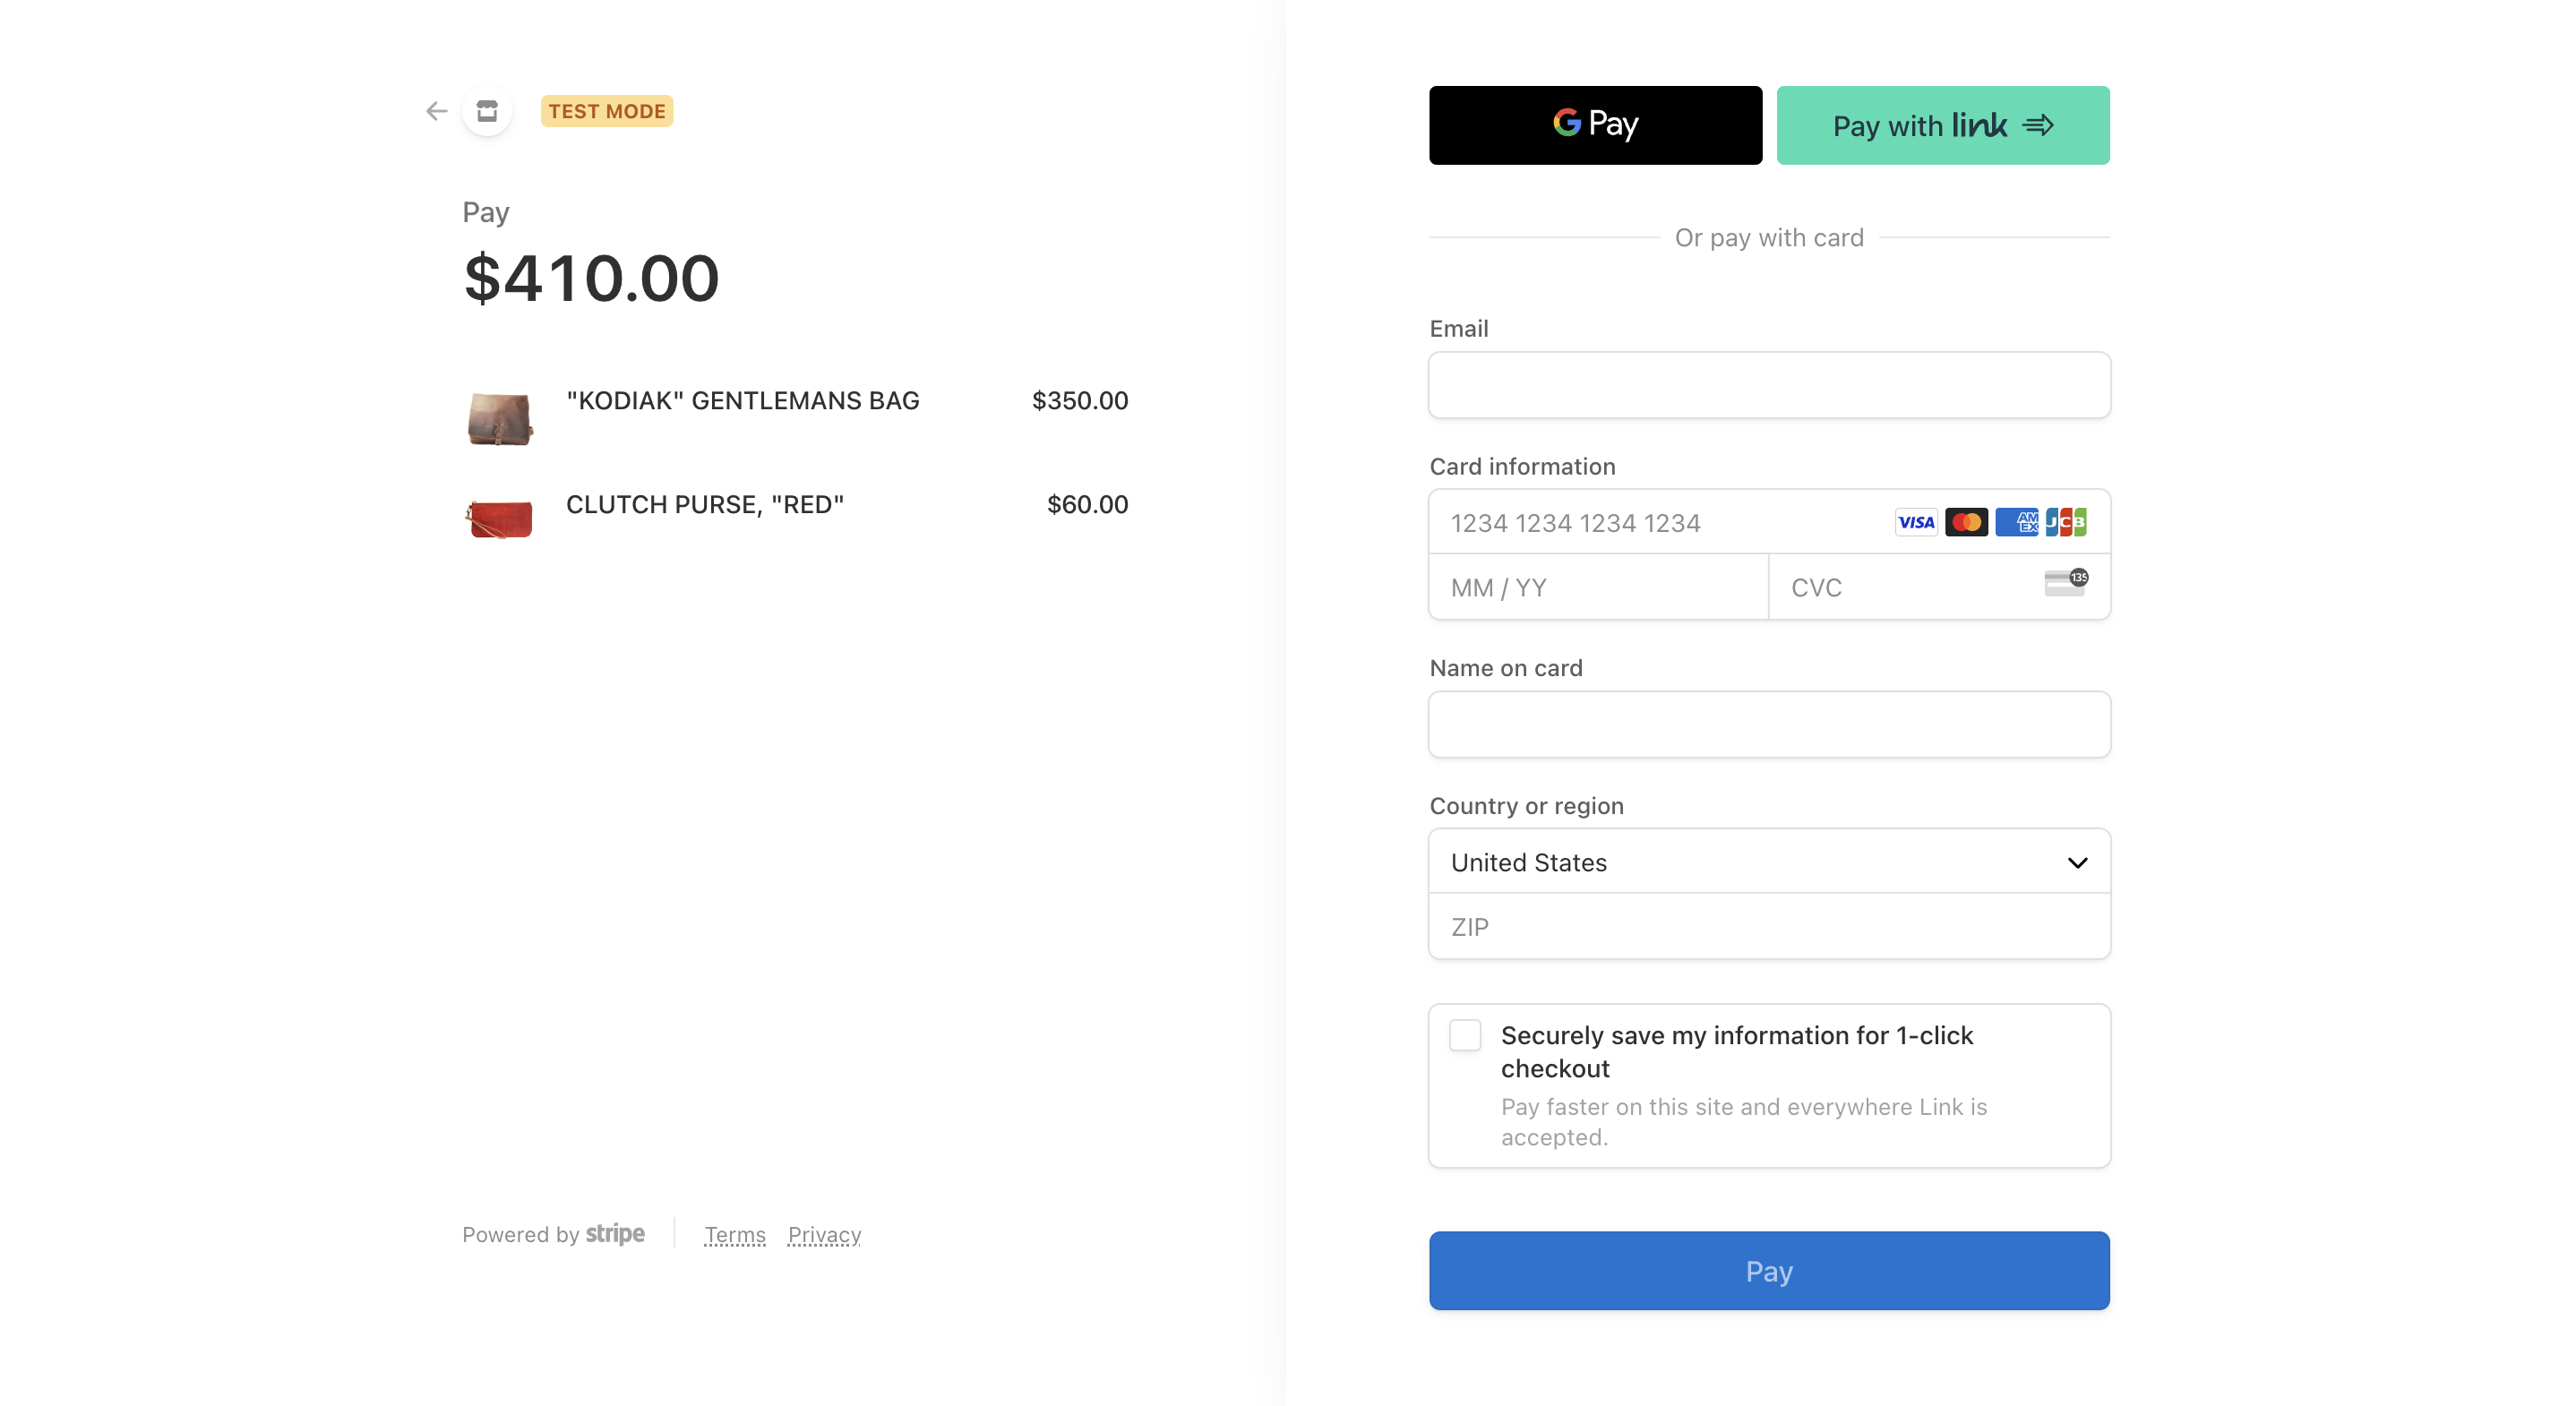 TEST MODE
Pay
$410.00
"KODIAK" GENTLEMANS BAG $350.00
CLUTCH PURSE, "RED" $60.00
Powered by stripe Terms Privacy
G Pay Pay with link
Or pay with card
Email
Card information
1234 1234 1234 1234 VISA AM EX JCB
MM / YY CVC 135
Name on card
Country or region
United States
ZIP
Securely save my information for 1-click
checkout
Pay faster on this site and everywhere Link is
accepted.
Pay